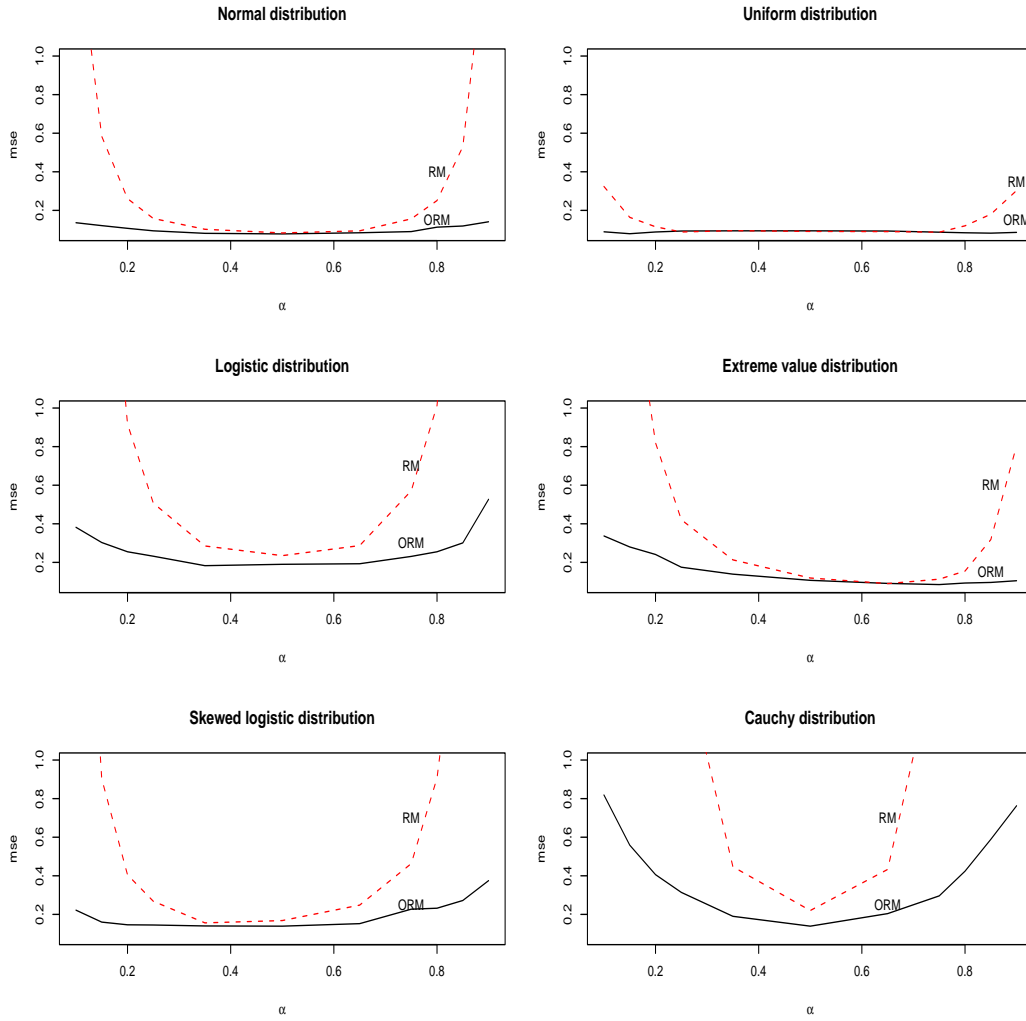 Normal distribution
mse
0.2 0.4 0.6 0.8 1.0
RM
ORM
0.2 0.4 0.6 0.8
α
Uniform distribution
mse
0.2 0.4 0.6 0.8 1.0
RM
ORM
0.2 0.4 0.6 0.8
α
Logistic distribution
mse
0.2 0.4 0.6 0.8 1.0
RM
ORM
0.2 0.4 0.6 0.8
α
Extreme value distribution
mse
0.2 0.4 0.6 0.8 1.0
RM
ORM
0.2 0.4 0.6 0.8
α
Skewed logistic distribution
mse
0.2 0.4 0.6 0.8 1.0
RM
ORM
0.2 0.4 0.6 0.8
α
Cauchy distribution
mse
0.2 0.4 0.6 0.8 1.0
RM
ORM
0.2 0.4 0.6 0.8
α